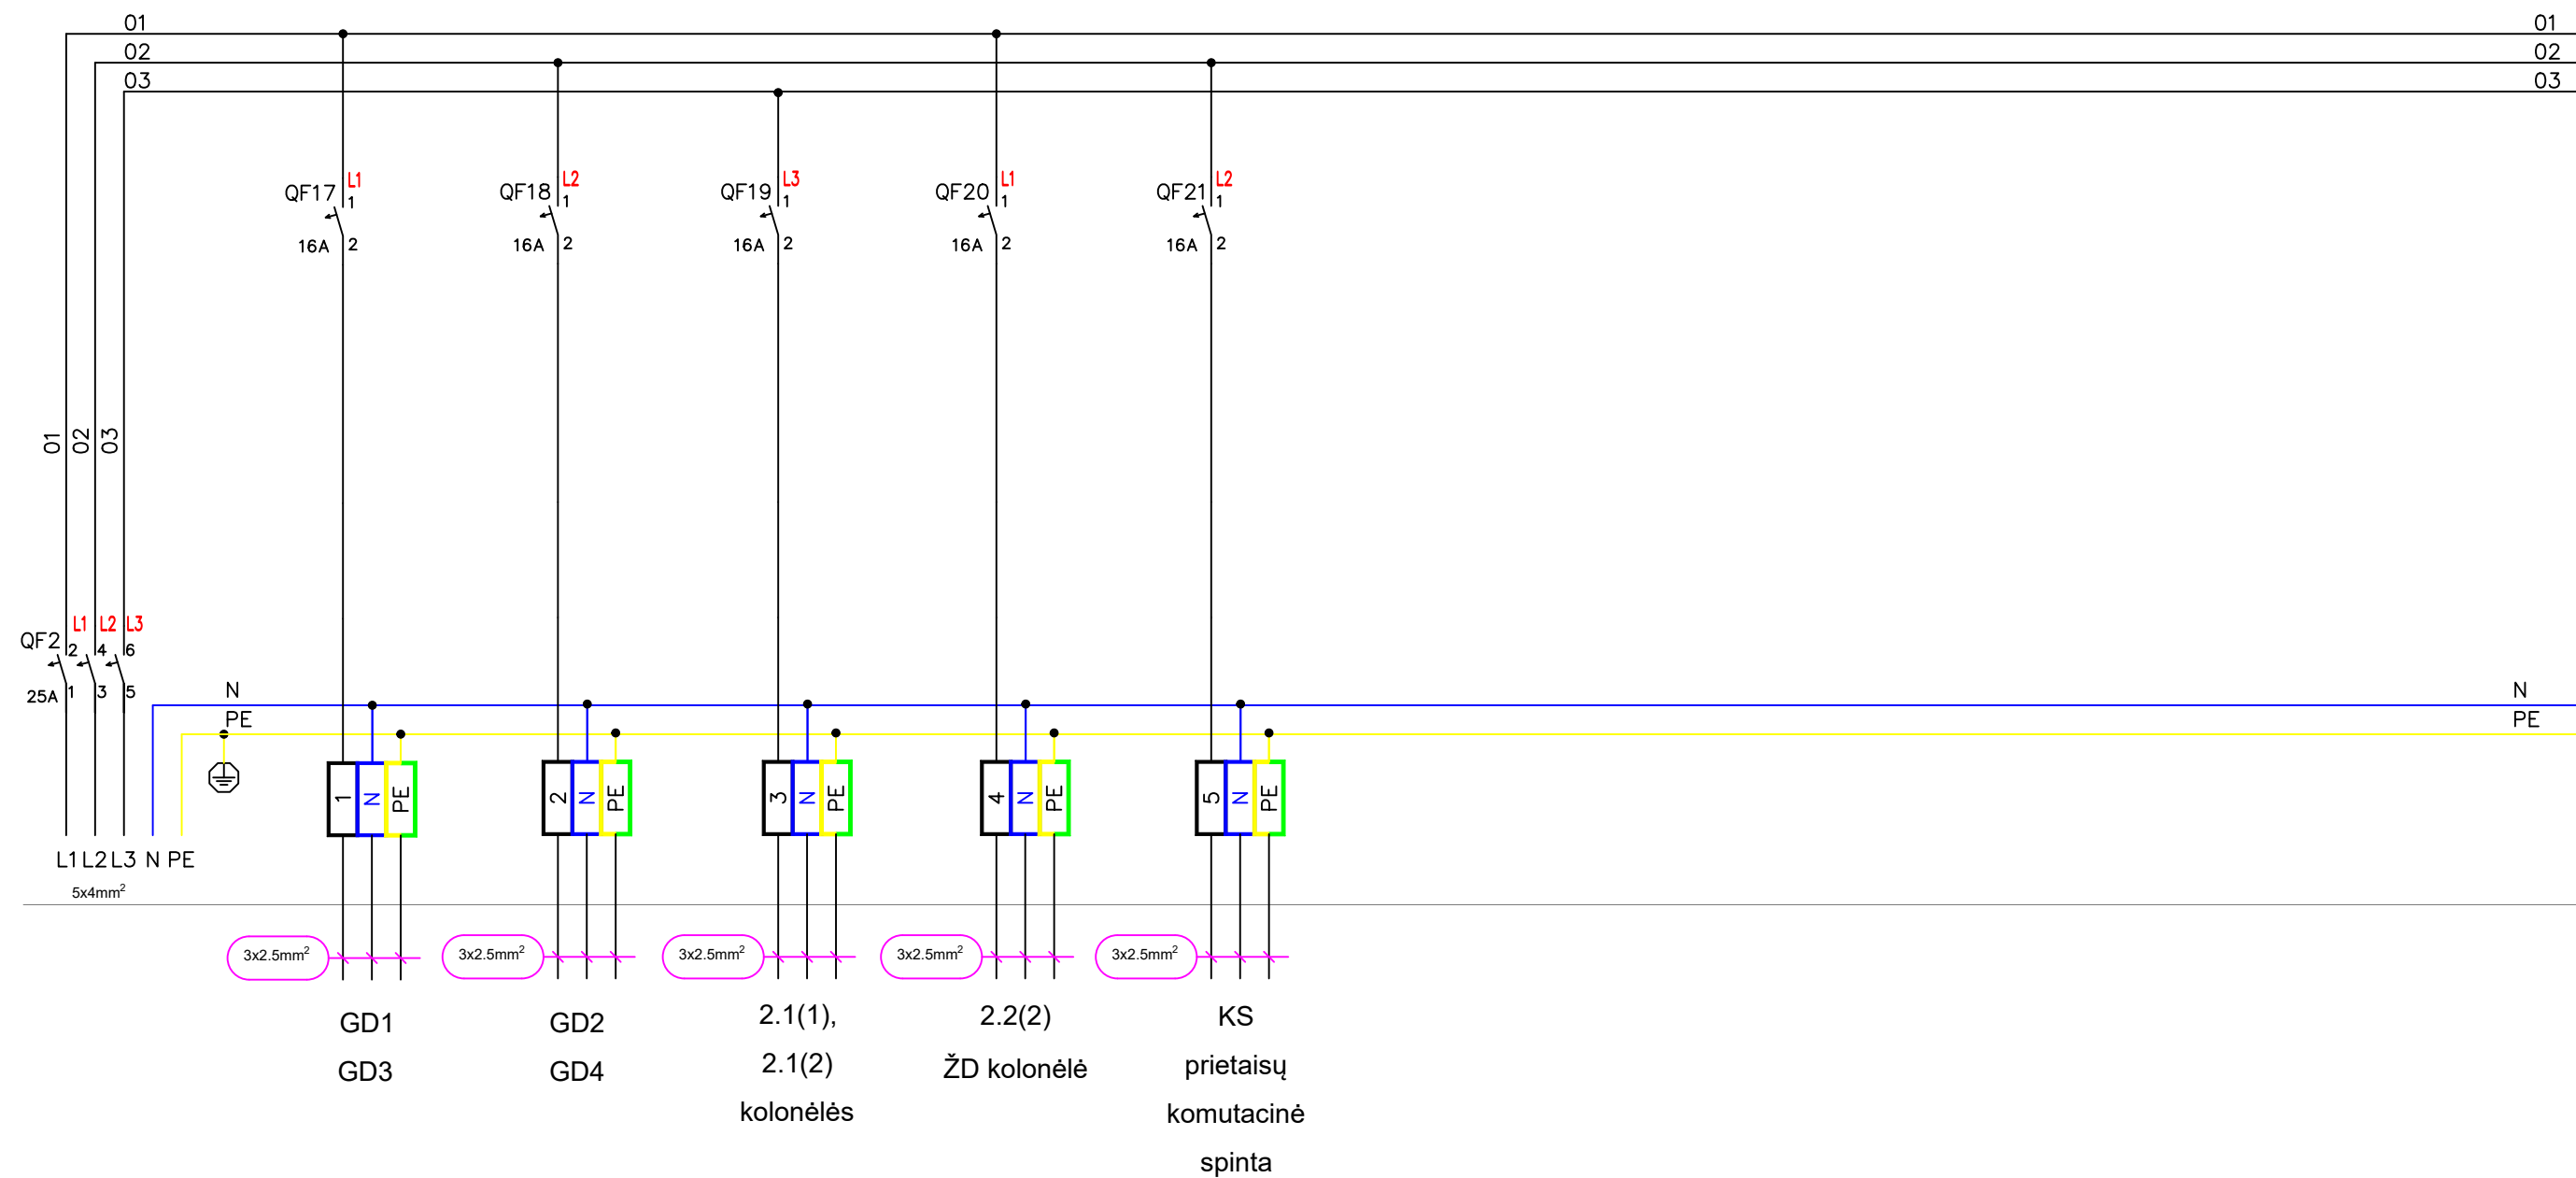 01 01
02 02
03 03
L1 L2 L3 L1 L2
QF17 1 QF18 1 QF19 1 QF20 1 QF21 1
16A 2 16A 2 16A 2 16A 2 16A 2
01 02 03
L1 L2 L3
QF2 2 4 6
25A 1 3 5
N N
PE PE
1 N PE 2 N PE 3 N PE 4 N PE 5 N PE
L1 L2 L3 N PE
5x4mm²
3x2.5mm² 3x2.5mm² 3x2.5mm² 3x2.5mm² 3x2.5mm²
GD1
GD3
GD2
GD4
2.1(1),
2.1(2)
kolonėlės
2.2(2)
ŽD kolonėlė
KS
prietaisų
komutacinė
spinta